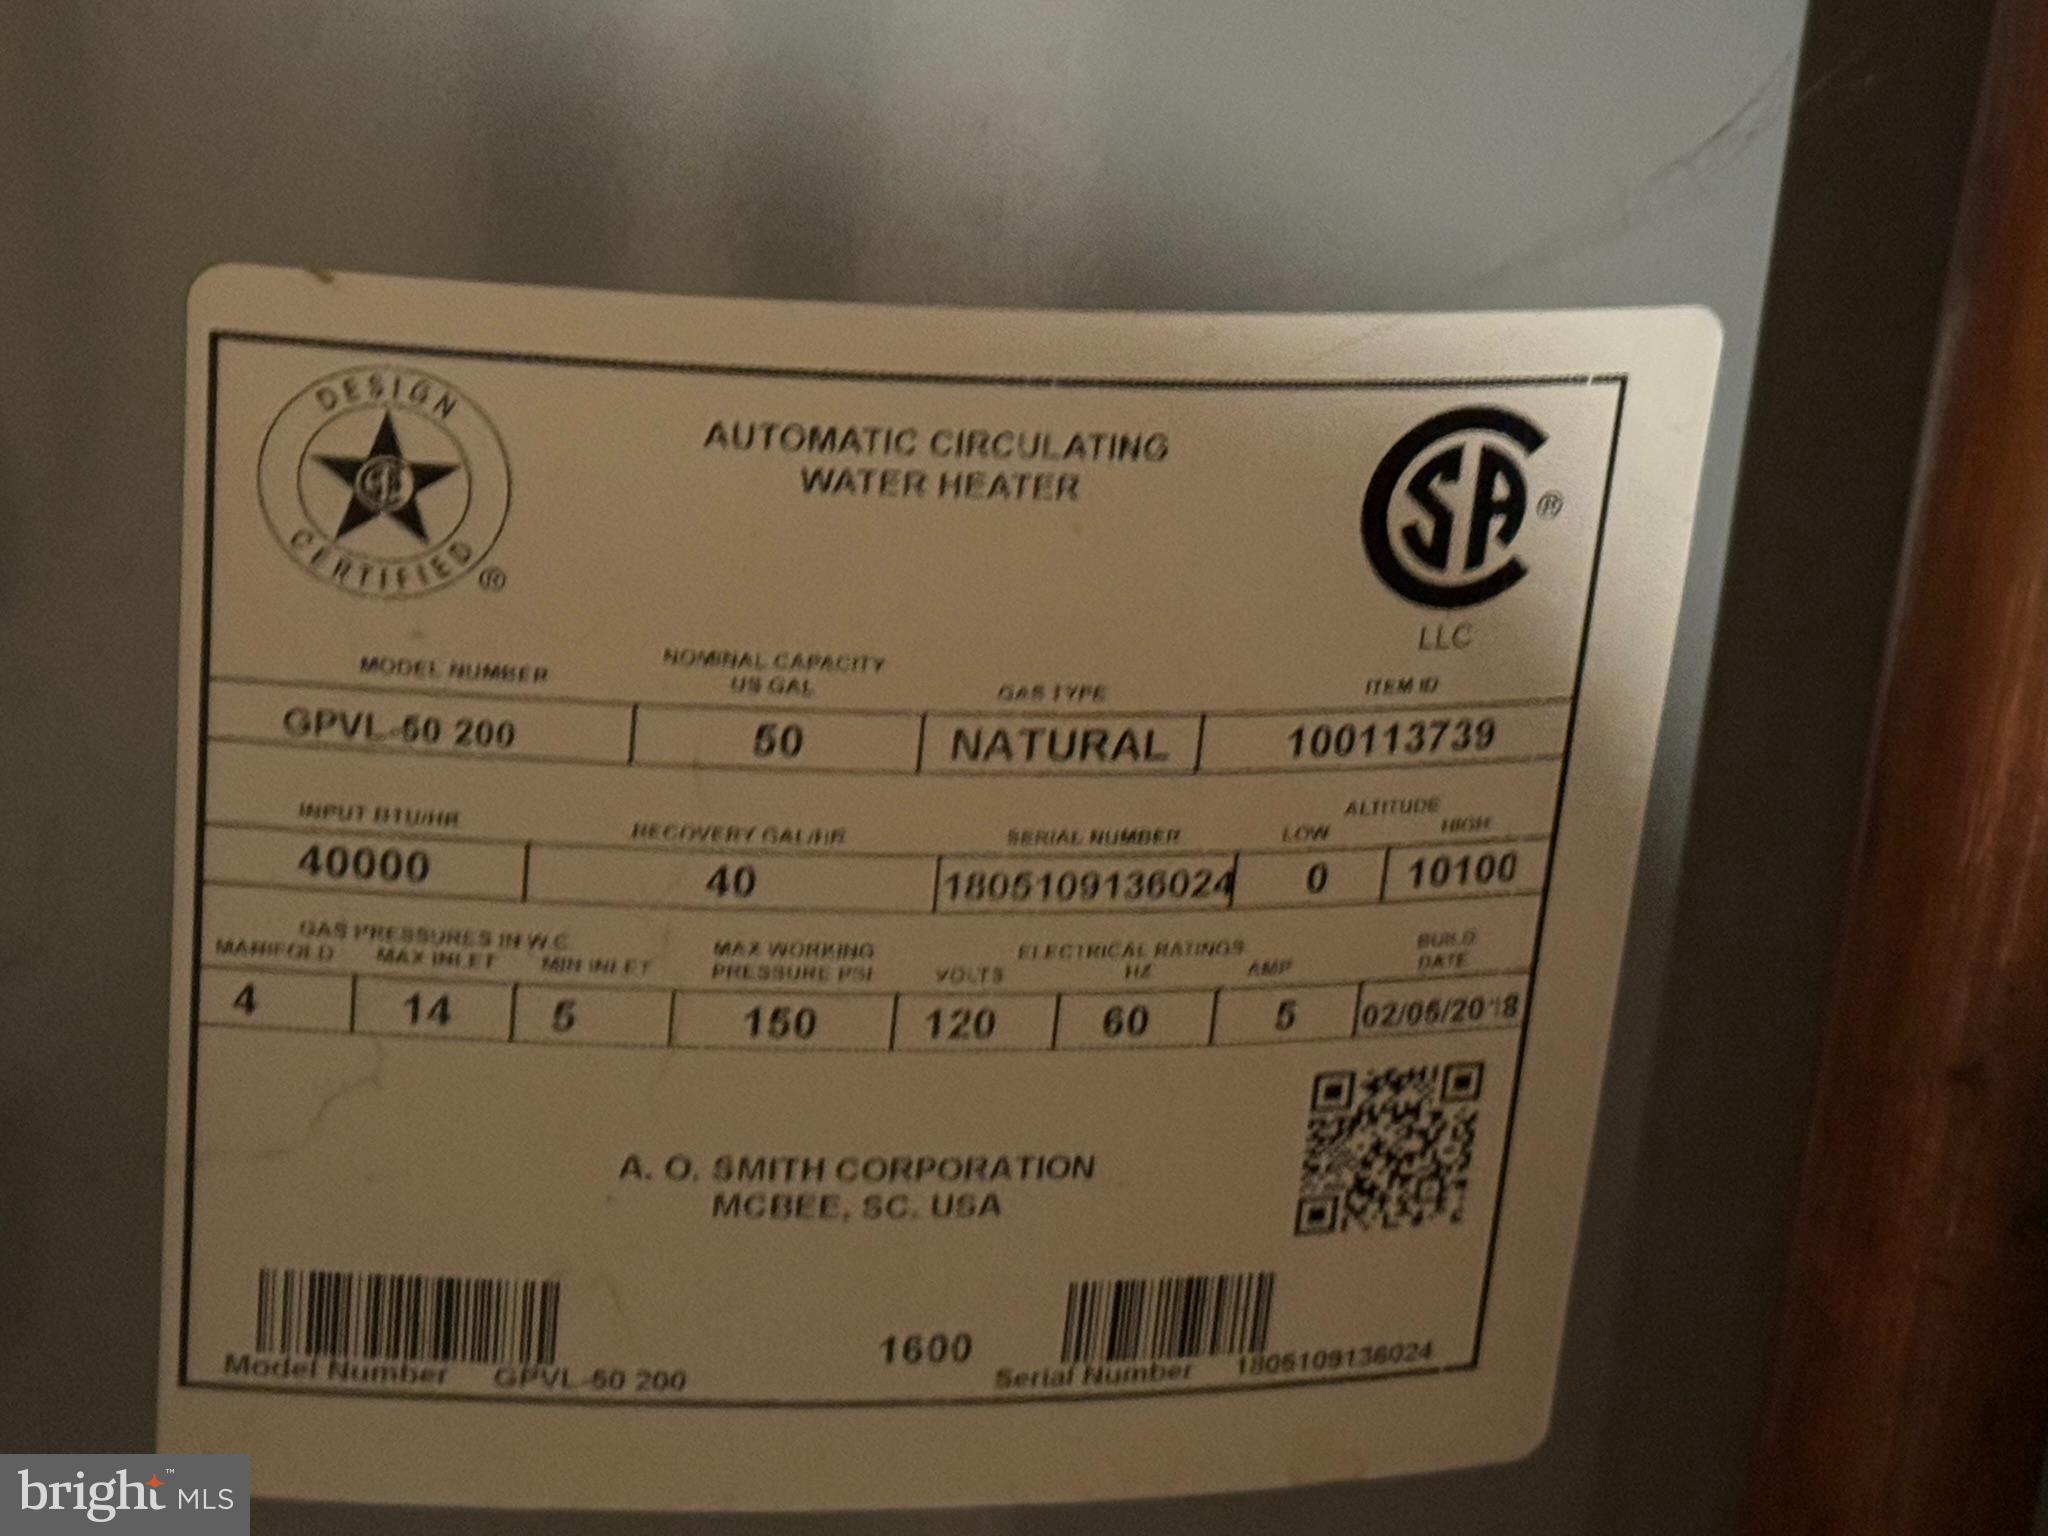 DESIGN
CERTIFIED ®
AUTOMATIC CIRCULATING
WATER HEATER
CSA ®
LLC
MODEL NUMBER NOMINAL CAPACITY US GAL GAS TYPE ITEM ID
GPVL-50 200 50 NATURAL 100113739
INPUT BTU/HR RECOVERY GAL/HR SERIAL NUMBER ALTITUDE LOW HIGH
40000 40 1805109136024 0 10100
GAS PRESSURES IN W.C. ELECTRICAL RATINGS
MANIFOLD MAX INLET MIN INLET MAX WORKING PRESSURE PSI VOLTS HZ AMP BUILD DATE
4 14 5 150 120 60 5 02/05/2018
A. O. SMITH CORPORATION
MCBEE, SC. USA
1600
Model Number GPVL-50 200 Serial Number 1805109136024
bright™ MLS